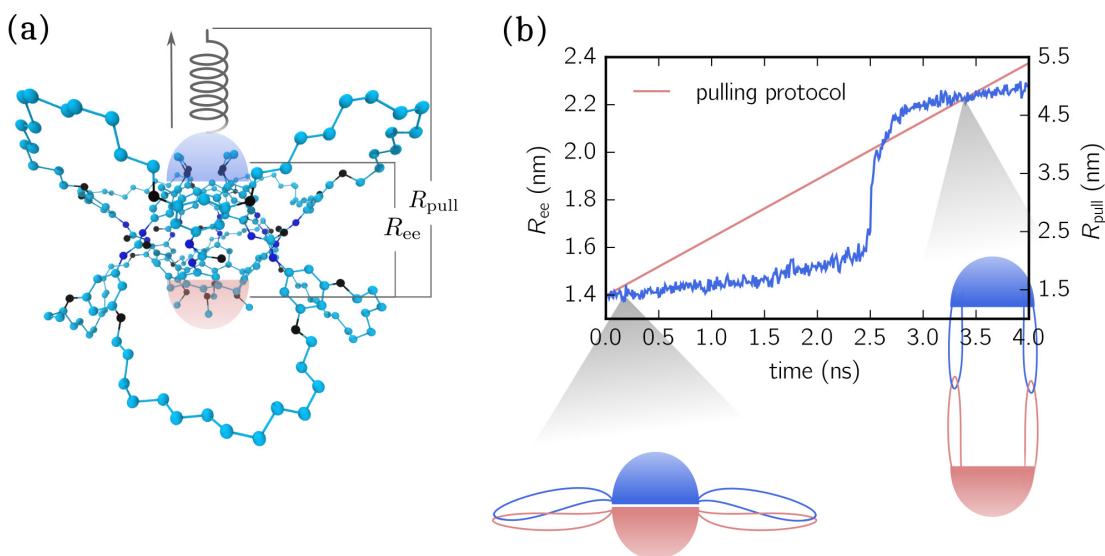 (a)
R_pull
R_ee
(b)
2.4
2.2
2.0
1.8
1.6
1.4
R_ee (nm)
pulling protocol
5.5
4.5
3.5
2.5
1.5
R_pull (nm)
0.0 0.5 1.0 1.5 2.0 2.5 3.0 3.5 4.0
time (ns)